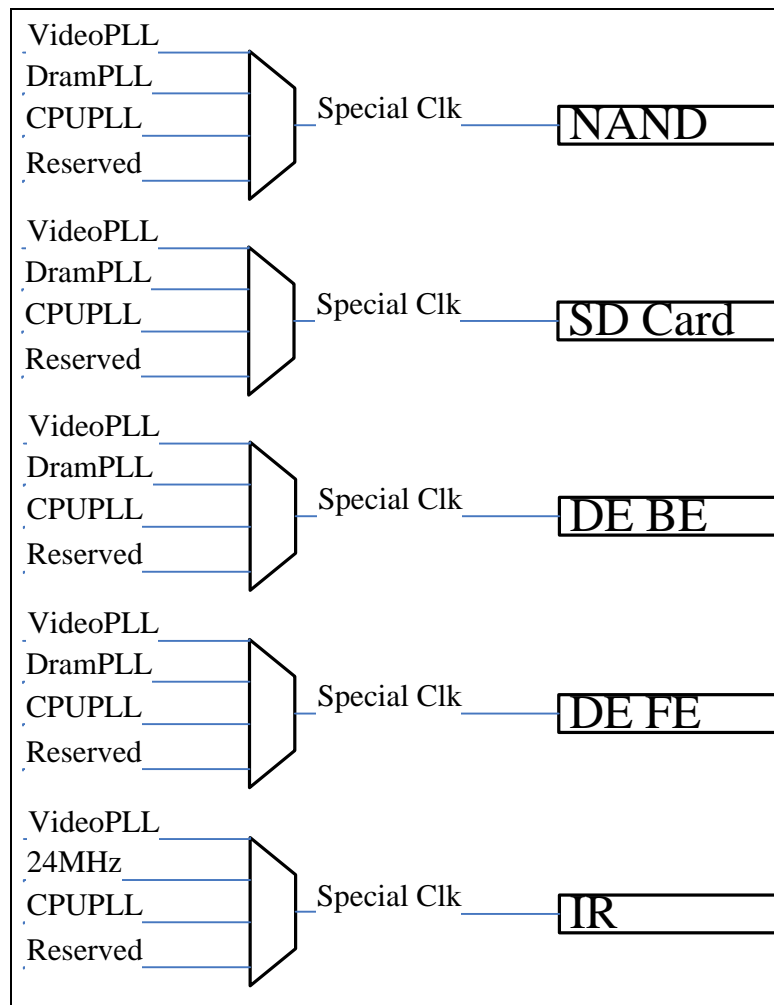 VideoPLL
DramPLL
CPUPLL
Reserved
Special Clk
NAND
VideoPLL
DramPLL
CPUPLL
Reserved
Special Clk
SD Card
VideoPLL
DramPLL
CPUPLL
Reserved
Special Clk
DE BE
VideoPLL
DramPLL
CPUPLL
Reserved
Special Clk
DE FE
VideoPLL
24MHz
CPUPLL
Reserved
Special Clk
IR